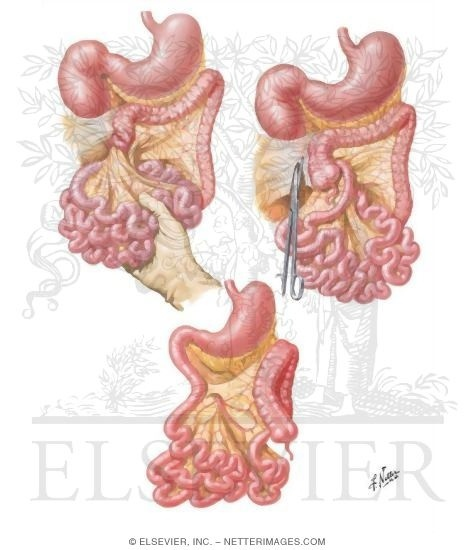 ELSEVIER
F. Netter
© ELSEVIER, INC. – NETTERIMAGES.COM